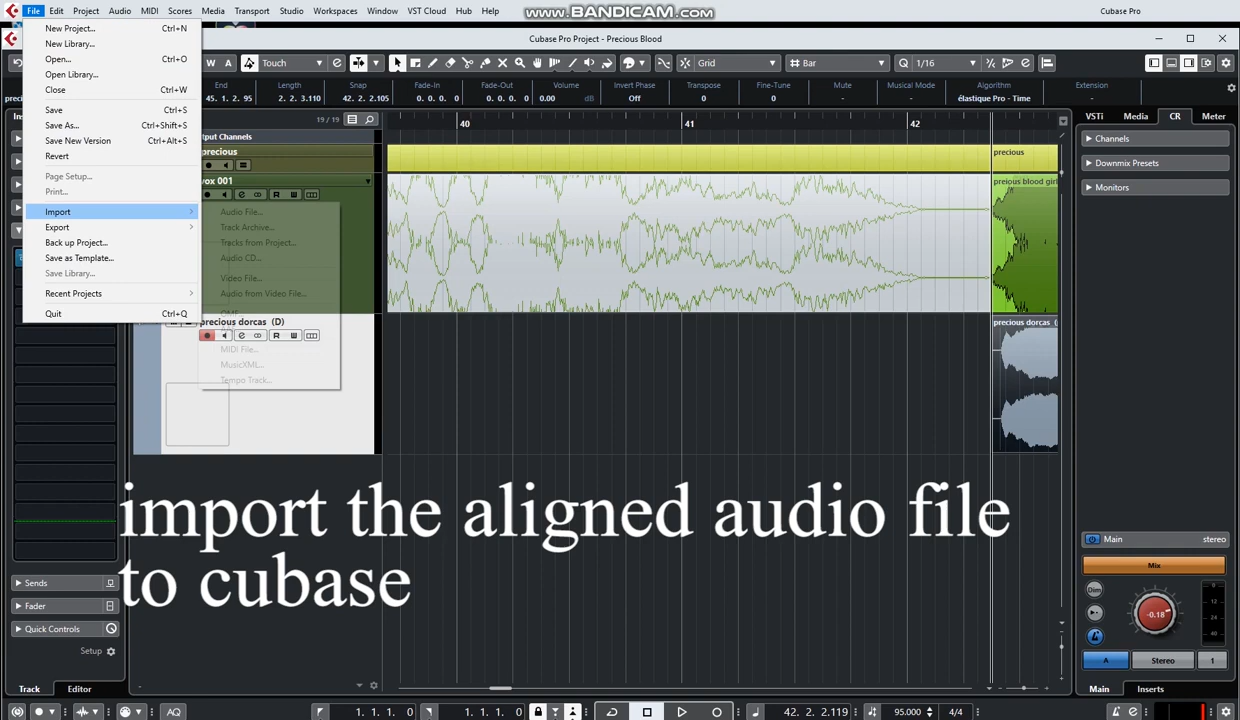 File Edit Project Audio MIDI Scores Media Transport Studio Workspaces Window VST Cloud Hub Help
www.BANDICAM.com
Cubase Pro
Cubase Pro Project - Precious Blood
New Project... Ctrl+N
New Library...
Open... Ctrl+O
Open Library...
Close Ctrl+W
Save Ctrl+S
Save As... Ctrl+Shift+S
Save New Version Ctrl+Alt+S
Revert
Page Setup...
Print...
Import
Export
Back up Project...
Save as Template...
Save Library...
Recent Projects
Quit Ctrl+Q
Audio File...
Track Archive...
Tracks from Project...
Audio CD...
Video File...
Audio from Video File...
MIDI File...
MusicXML...
Tempo Track...
W A Touch Grid Bar Q 1/16
End Length Snap Fade-In Fade-Out Volume Invert Phase Transpose Fine-Tune Mute Musical Mode Algorithm Extension
45. 1. 2. 95 2. 2. 3.110 42. 2. 2.105 0. 0. 0. 0 0. 0. 0. 0 0.00 dB Off 0 0 - - élastique Pro - Time -
19 / 19
40 41 42
VSTi Media CR Meter
Channels
Downmix Presets
Monitors
precious
precious
vox 001
R W
precious dorcas (D)
R W
precious dorcas
import the aligned audio file
to cubase
Sends
Fader
Quick Controls
Setup
Track Editor
Main stereo
Mix
Dim
-0.18
0
12
24
40
A Stereo 1
Main Inserts
AQ 1. 1. 1. 0 1. 1. 1. 0 42. 2. 2.119 95.000 4/4